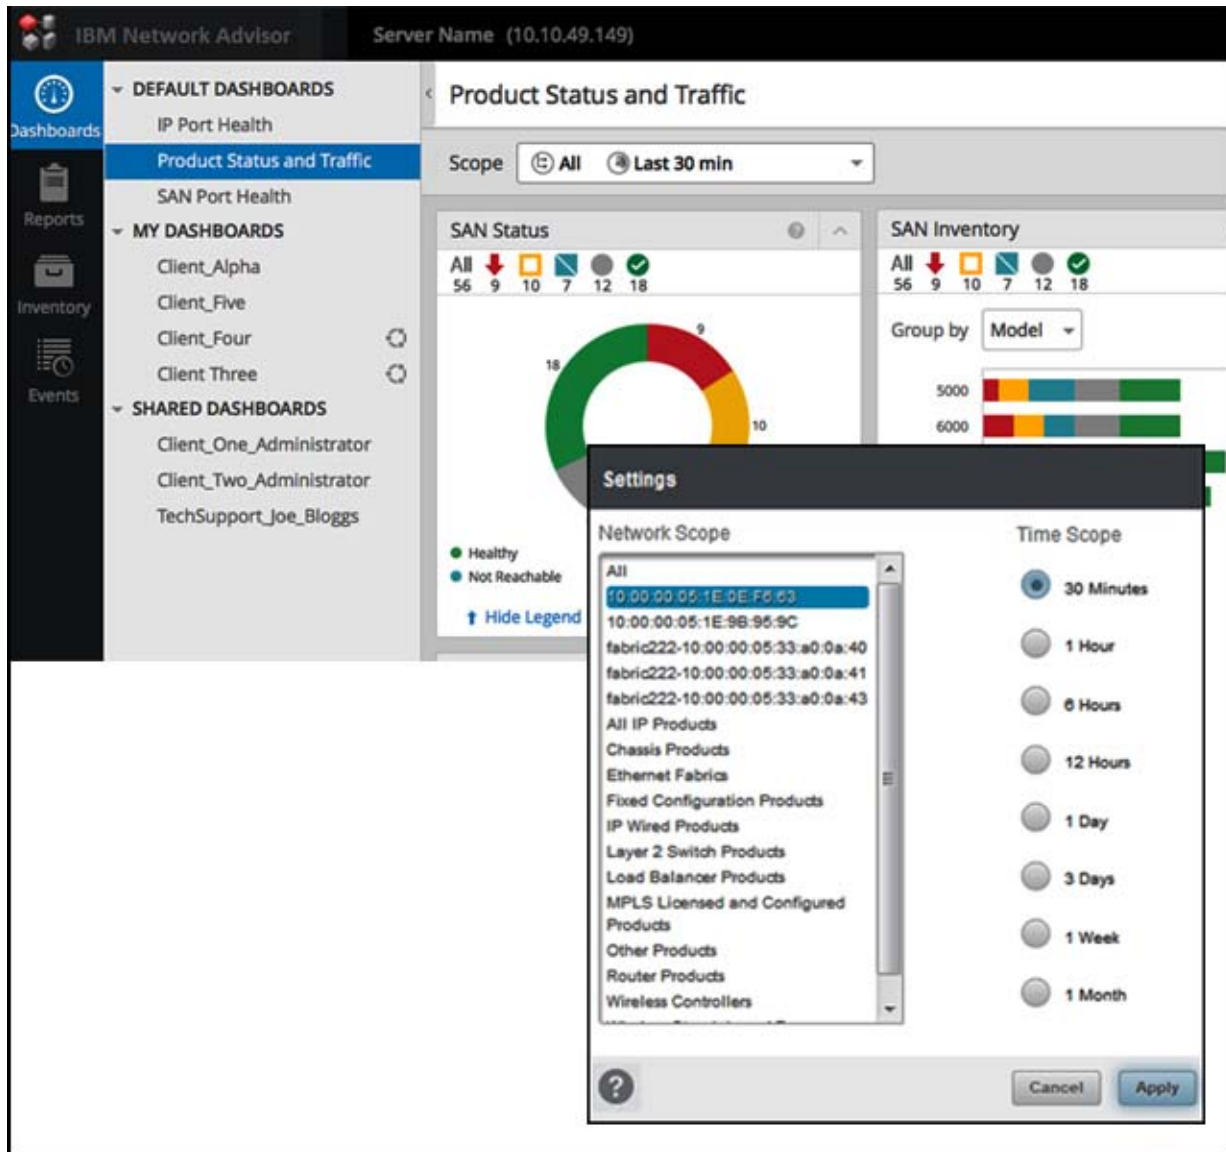 IBM Network Advisor
Server Name (10.10.49.149)
Dashboards
Reports
Inventory
Events
DEFAULT DASHBOARDS
IP Port Health
Product Status and Traffic
SAN Port Health
MY DASHBOARDS
Client_Alpha
Client_Five
Client_Four
Client Three
SHARED DASHBOARDS
Client_One_Administrator
Client_Two_Administrator
TechSupport_Joe_Bloggs
Product Status and Traffic
Scope All Last 30 min
SAN Status
All
56 9 10 7 12 18
9
18
10
Healthy
Not Reachable
Hide Legend
SAN Inventory
All
56 9 10 7 12 18
Group by Model
5000
6000
Settings
Network Scope
All
10:00:00:05:1E:0E:F6:63
10:00:00:05:1E:9B:95:9C
fabric222-10:00:00:05:33:a0:0a:40
fabric222-10:00:00:05:33:a0:0a:41
fabric222-10:00:00:05:33:a0:0a:43
All IP Products
Chassis Products
Ethernet Fabrics
Fixed Configuration Products
IP Wired Products
Layer 2 Switch Products
Load Balancer Products
MPLS Licensed and Configured
Products
Other Products
Router Products
Wireless Controllers
Time Scope
30 Minutes
1 Hour
6 Hours
12 Hours
1 Day
3 Days
1 Week
1 Month
?
Cancel
Apply